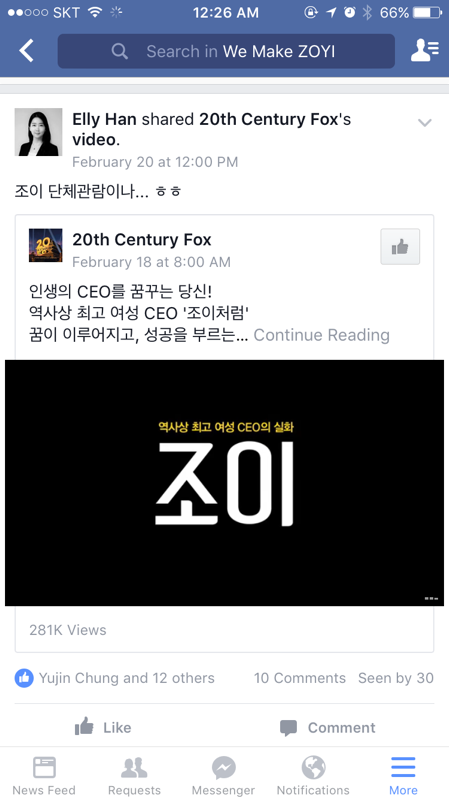 SKT 12:26 AM 66%
Search in We Make ZOYI
Elly Han shared 20th Century Fox's
video.
February 20 at 12:00 PM
조이 단체관람이나... ㅎㅎ
20th Century Fox
February 18 at 8:00 AM
인생의 CEO를 꿈꾸는 당신!
역사상 최고 여성 CEO '조이처럼'
꿈이 이루어지고, 성공을 부르는... Continue Reading
역사상 최고 여성 CEO의 실화
조이
281K Views
Yujin Chung and 12 others 10 Comments Seen by 30
Like Comment
News Feed Requests Messenger Notifications More